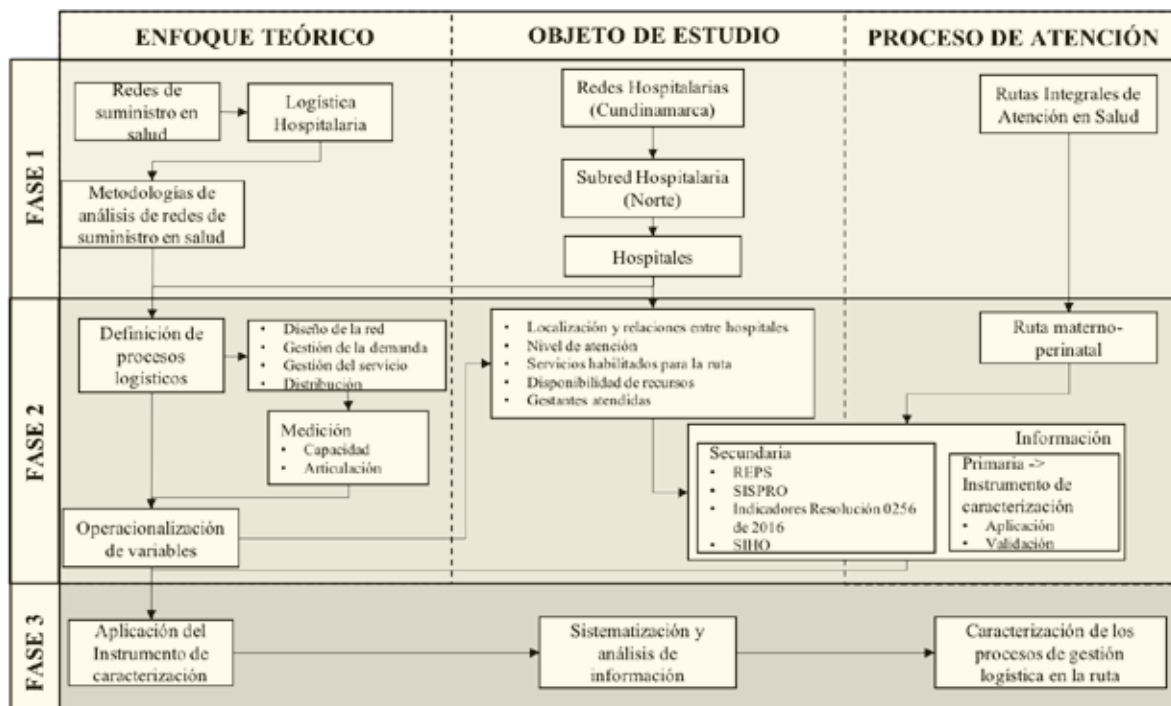 ENFOQUE TEÓRICO
OBJETO DE ESTUDIO
PROCESO DE ATENCIÓN
FASE 1
Redes de
suministro en
salud
Logística
Hospitalaria
Metodologías de
análisis de redes de
suministro en salud
Redes Hospitalarias
(Cundinamarca)
Subred Hospitalaria
(Norte)
Hospitales
Rutas Integrales de
Atención en Salud
FASE 2
Definición de
procesos
logísticos
• Diseño de la red
• Gestión de la demanda
• Gestión del servicio
• Distribución
Medición
• Capacidad
• Articulación
Operacionalización
de variables
• Localización y relaciones entre hospitales
• Nivel de atención
• Servicios habilitados para la ruta
• Disponibilidad de recursos
• Gestantes atendidas
Ruta materno-
perinatal
Información
Secundaria
• REPS
• SISPRO
• Indicadores Resolución 0256
de 2016
• SIHO
Primaria ->
Instrumento de
caracterización
• Aplicación
• Validación
FASE 3
Aplicación del
Instrumento de
caracterización
Sistematización y
análisis de
información
Caracterización de los
procesos de gestión
logística en la ruta